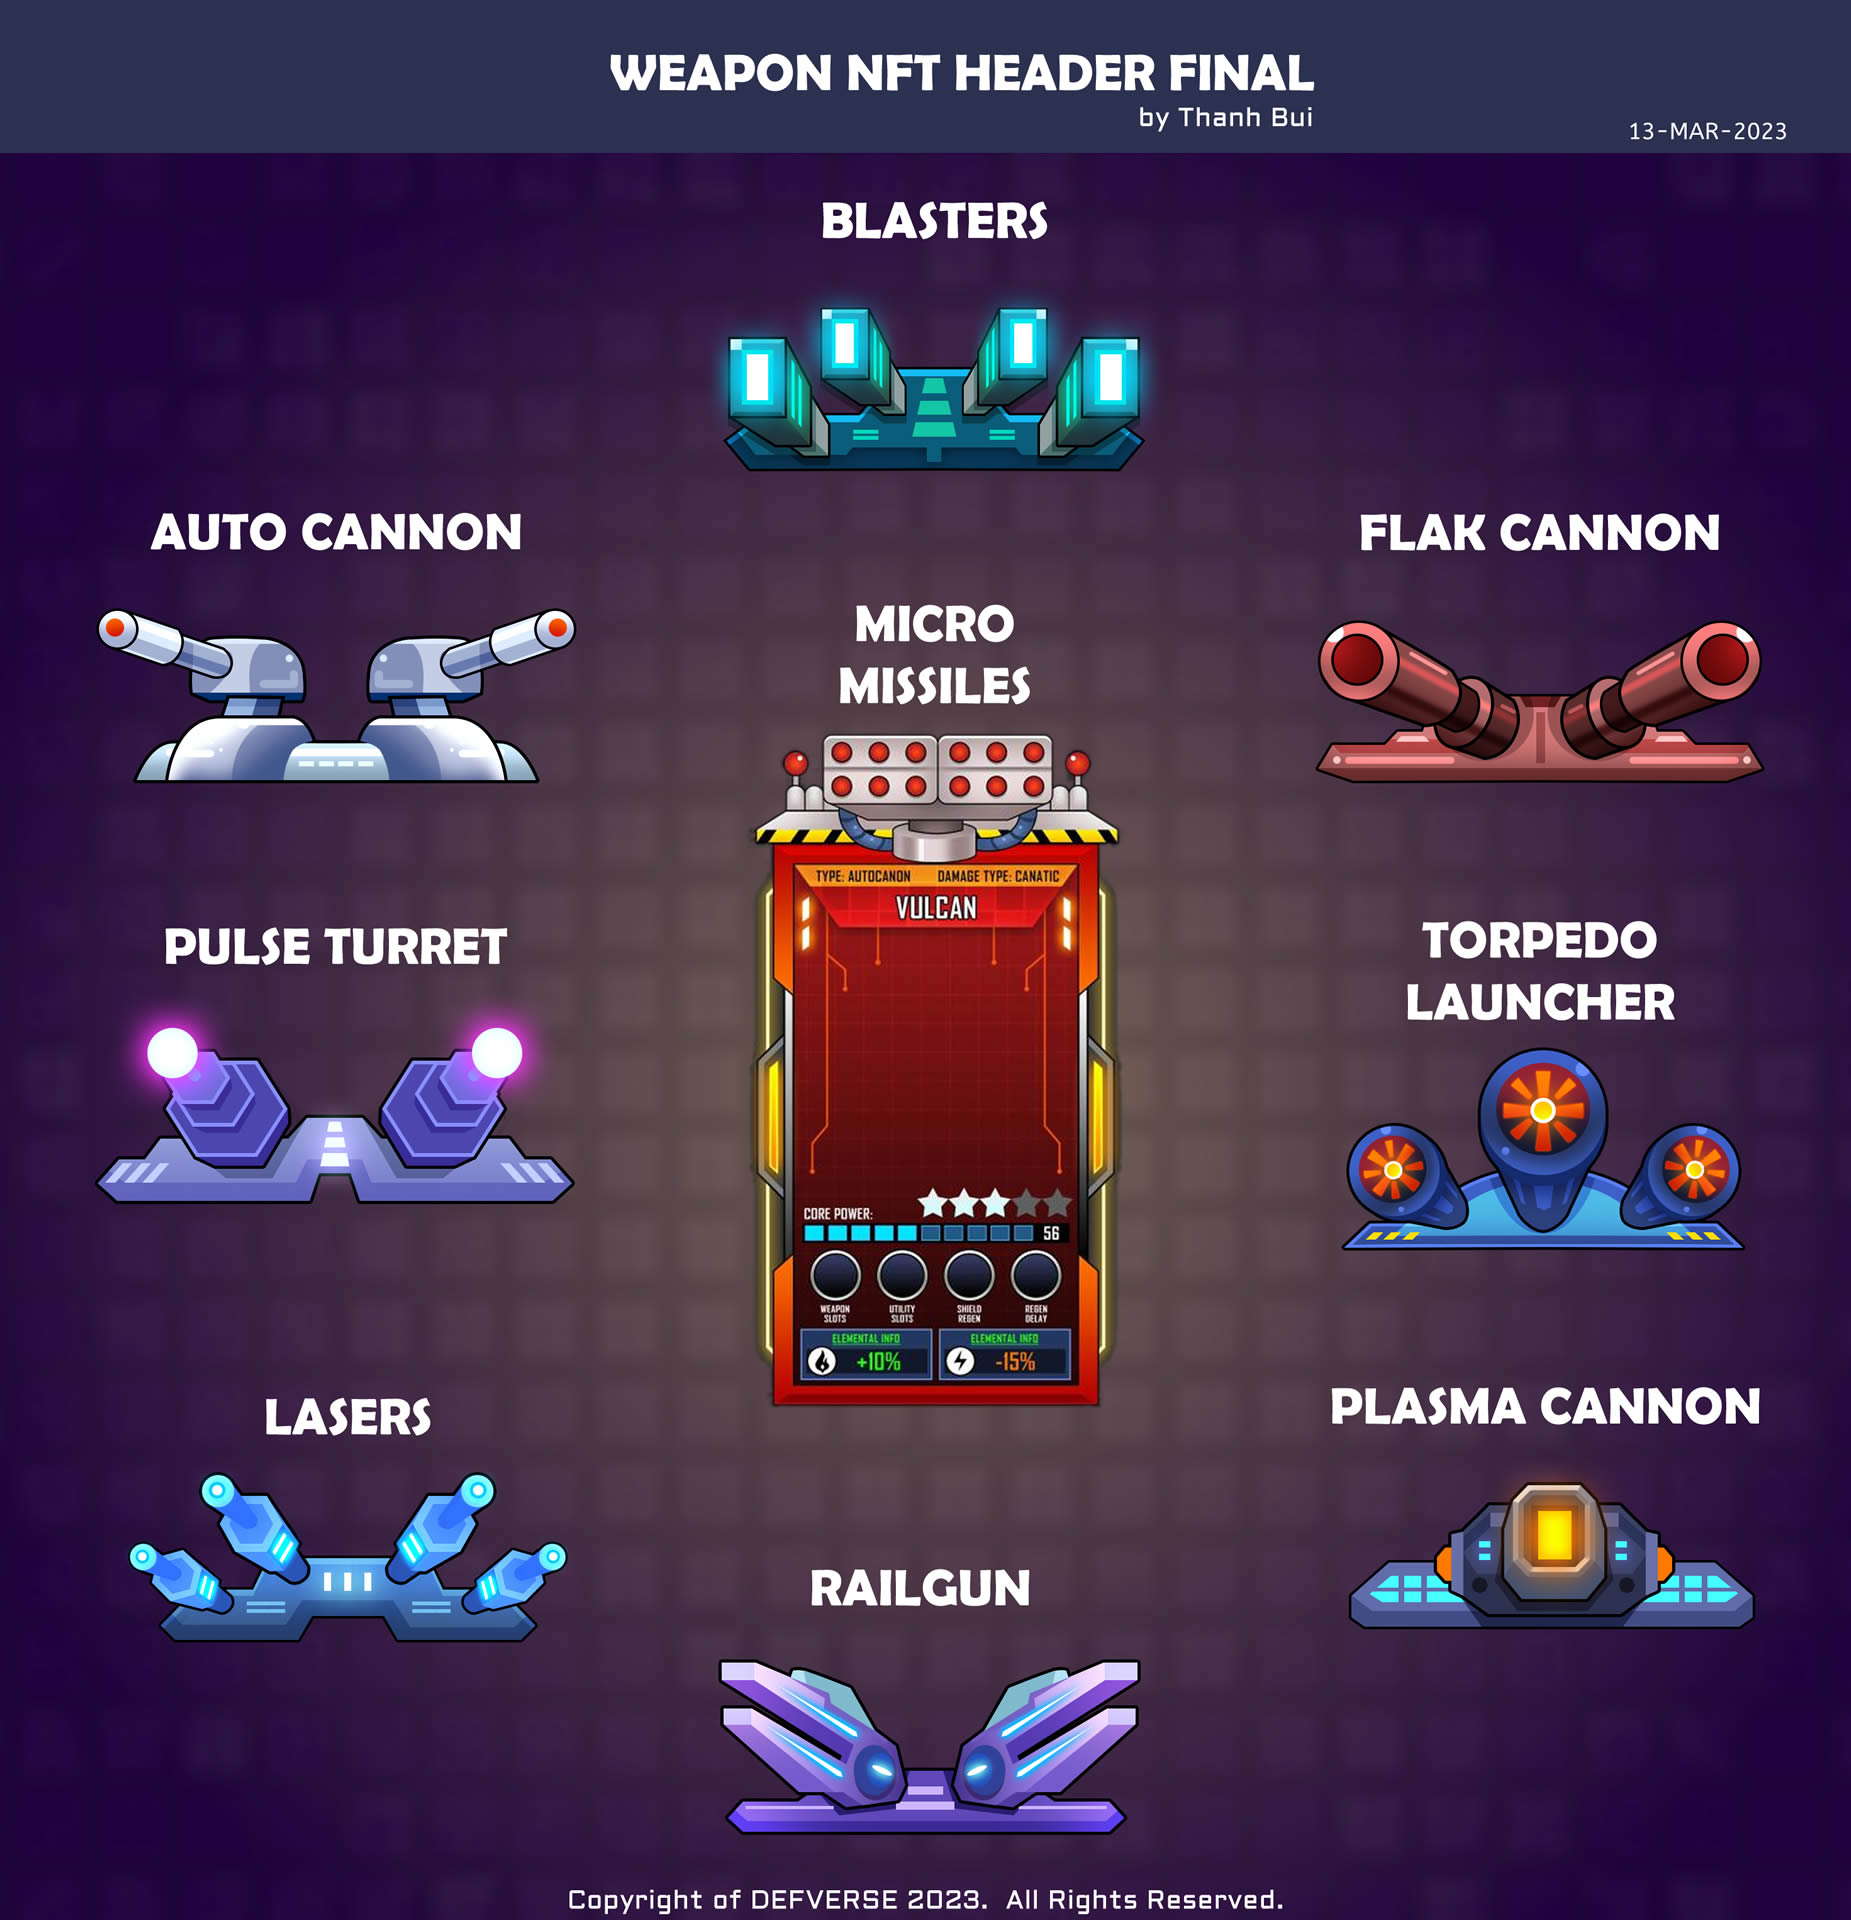 WEAPON NFT HEADER FINAL
by Thanh Bui
13-MAR-2023
BLASTERS
AUTO CANNON
FLAK CANNON
MICRO
MISSILES
TYPE: AUTOCANON DAMAGE TYPE: CANATIC
VULCAN
PULSE TURRET
TORPEDO
LAUNCHER
CORE POWER:
56
WEAPON
SLOTS
UTILITY
SLOTS
SHIELD
REGEN
REGEN
DELAY
ELEMENTAL INFO
+10%
ELEMENTAL INFO
-15%
LASERS
PLASMA CANNON
RAILGUN
Copyright of DEFVERSE 2023. All Rights Reserved.